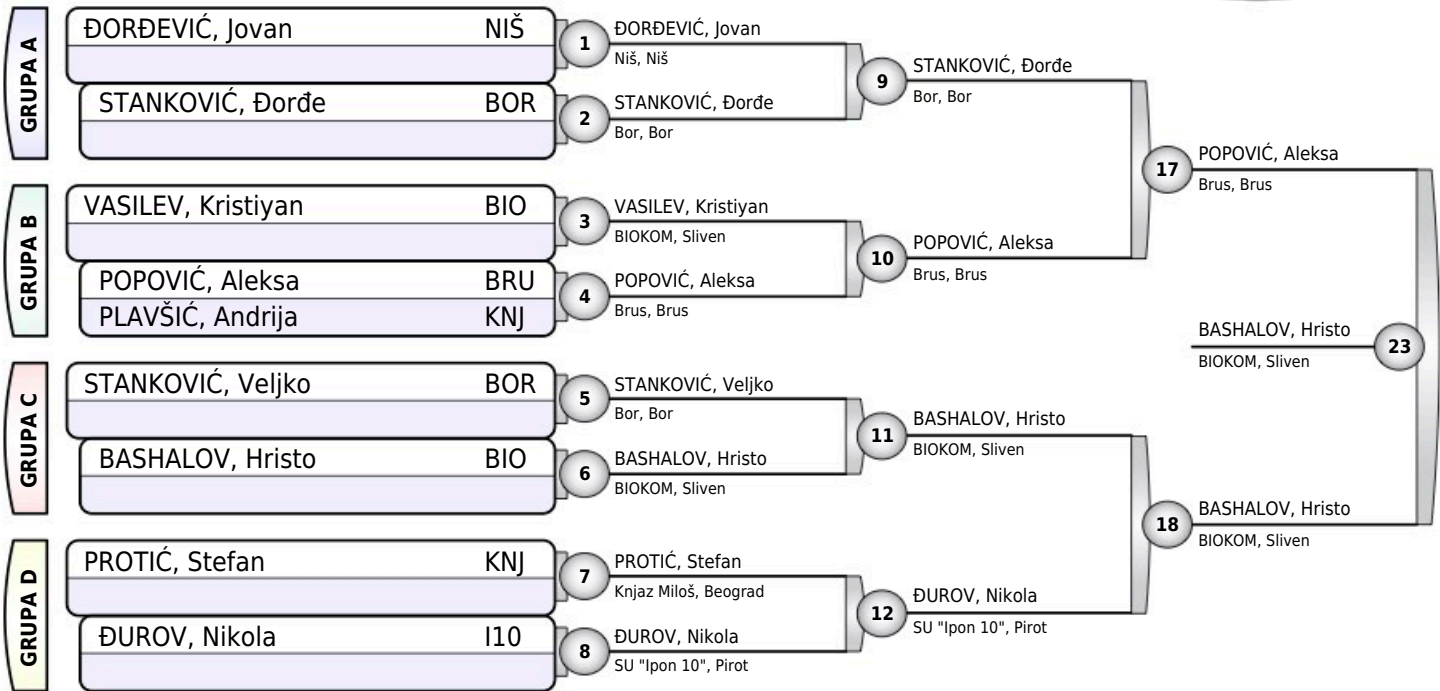 GRUPA A
ĐORĐEVIĆ, Jovan NIŠ
STANKOVIĆ, Đorđe BOR
1
ĐORĐEVIĆ, Jovan
Niš, Niš
2
STANKOVIĆ, Đorđe
Bor, Bor
9
STANKOVIĆ, Đorđe
Bor, Bor
GRUPA B
VASILEV, Kristiyan BIO
POPOVIĆ, Aleksa BRU
PLAVŠIĆ, Andrija KNJ
3
VASILEV, Kristiyan
BIOKOM, Sliven
4
POPOVIĆ, Aleksa
Brus, Brus
10
POPOVIĆ, Aleksa
Brus, Brus
17
POPOVIĆ, Aleksa
Brus, Brus
GRUPA C
STANKOVIĆ, Veljko BOR
BASHALOV, Hristo BIO
5
STANKOVIĆ, Veljko
Bor, Bor
6
BASHALOV, Hristo
BIOKOM, Sliven
11
BASHALOV, Hristo
BIOKOM, Sliven
GRUPA D
PROTIĆ, Stefan KNJ
ĐUROV, Nikola I10
7
PROTIĆ, Stefan
Knjaz Miloš, Beograd
8
ĐUROV, Nikola
SU "Ipon 10", Pirot
12
ĐUROV, Nikola
SU "Ipon 10", Pirot
18
BASHALOV, Hristo
BIOKOM, Sliven
BASHALOV, Hristo
BIOKOM, Sliven
23